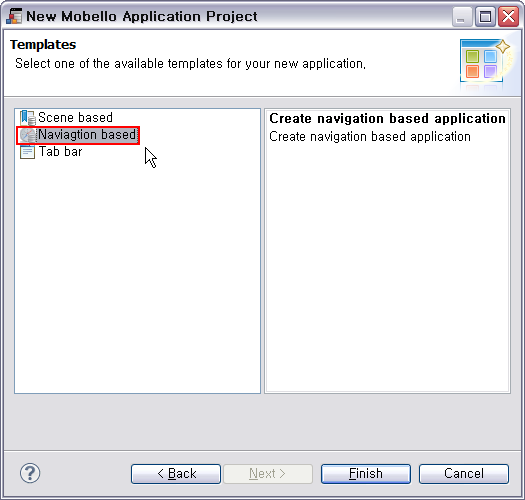 New Mobello Application Project
Templates
Select one of the available templates for your new application.
Scene based
Naviagtion based
Tab bar
Create navigation based application
Create navigation based application
?
< Back
Next >
Finish
Cancel